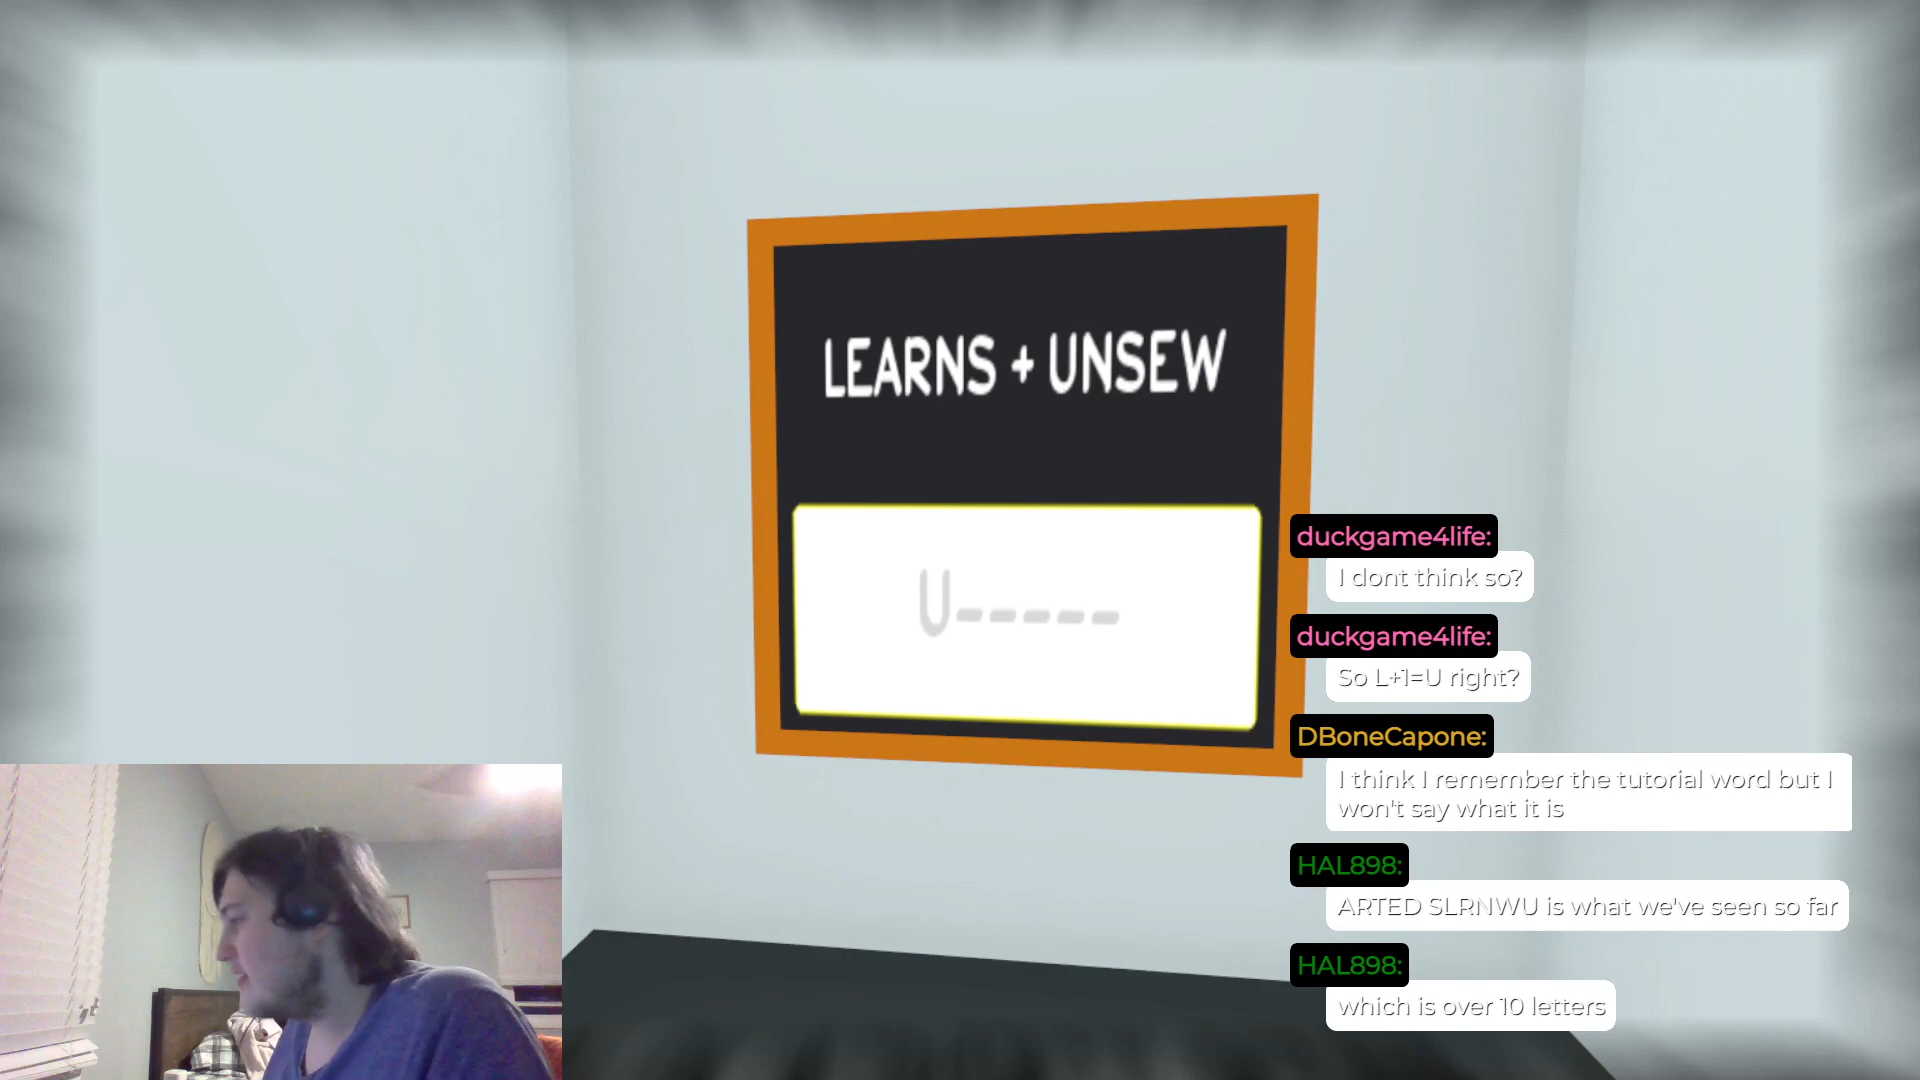 LEARNS + UNSEW
U_____
duckgame4life:
I dont think so?
duckgame4life:
So L+1=U right?
DBoneCapone:
I think I remember the tutorial word but I
won't say what it is
HAL898:
ARTED SLRNWU is what we've seen so far
HAL898:
which is over 10 letters